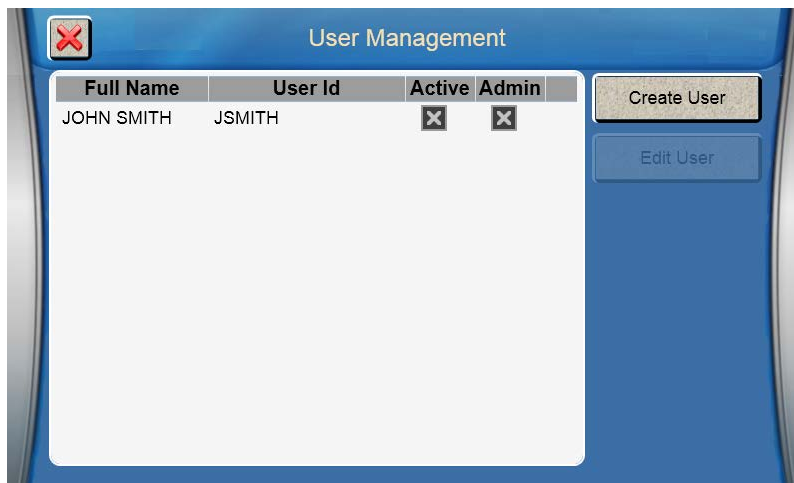 User Management
Full Name User Id Active Admin
JOHN SMITH JSMITH
Create User
Edit User